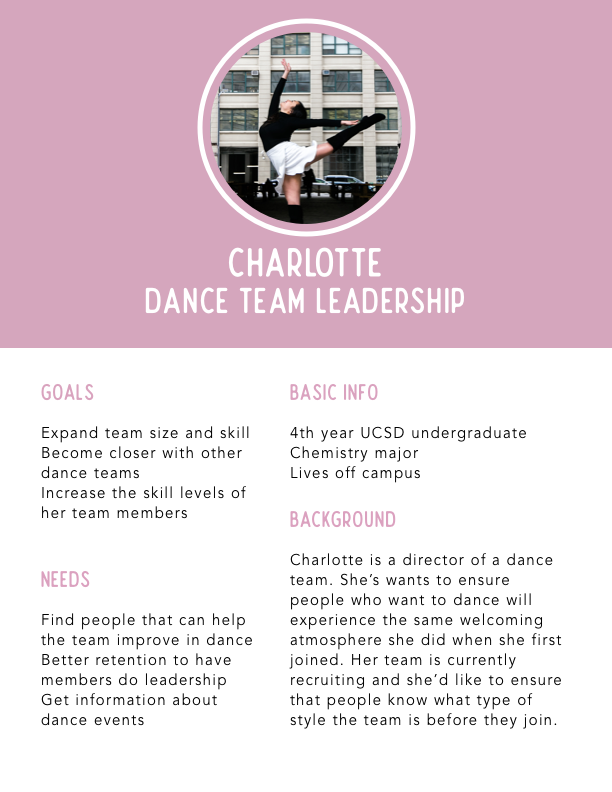 CHARLOTTE
DANCE TEAM LEADERSHIP
GOALS
Expand team size and skill
Become closer with other
dance teams
Increase the skill levels of
her team members
NEEDS
Find people that can help
the team improve in dance
Better retention to have
members do leadership
Get information about
dance events
BASIC INFO
4th year UCSD undergraduate
Chemistry major
Lives off campus
BACKGROUND
Charlotte is a director of a dance
team. She's wants to ensure
people who want to dance will
experience the same welcoming
atmosphere she did when she first
joined. Her team is currently
recruiting and she'd like to ensure
that people know what type of
style the team is before they join.